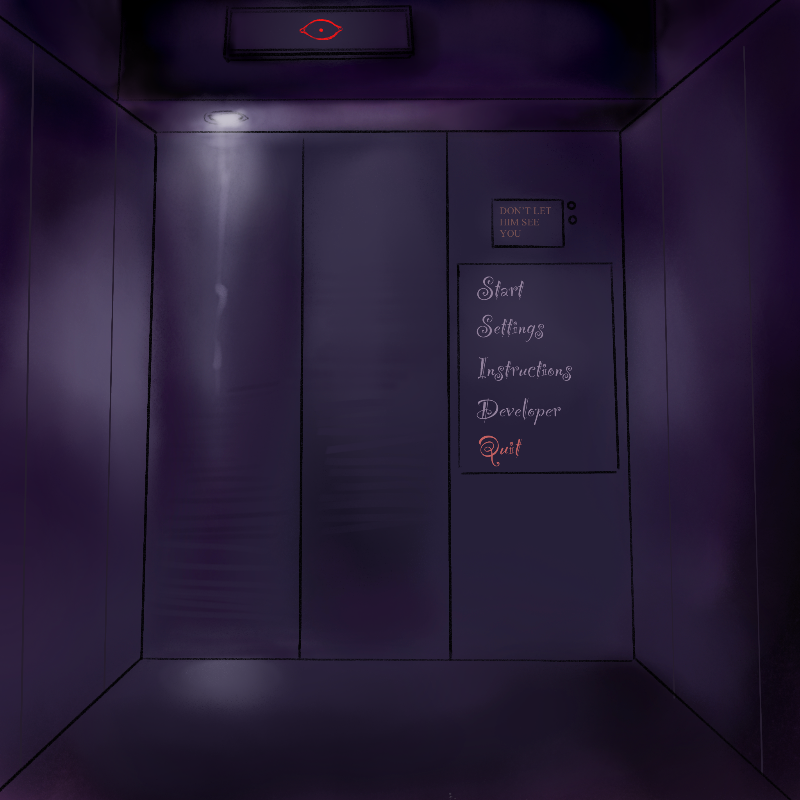 DON'T LET
HIM SEE
YOU
Start
Settings
Instructions
Developer
Quit